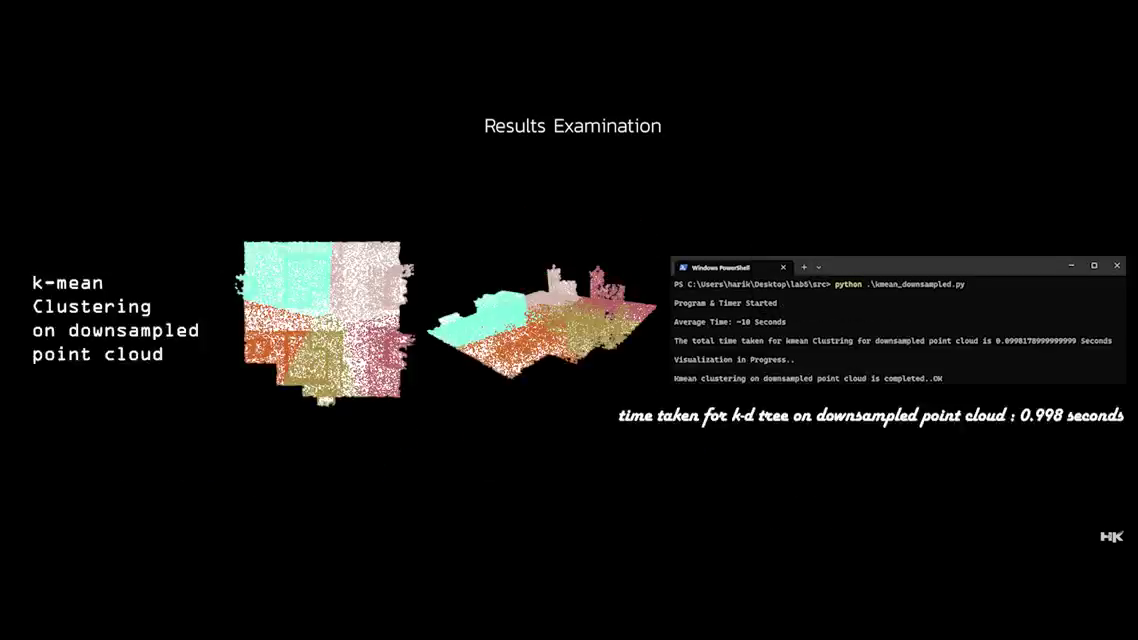 Results Examination
k-mean
Clustering
on downsampled
point cloud
Windows PowerShell
PS C:\Users\harik\Desktop\lab5\src> python .\kmean_downsampled.py
Program & Timer Started
Average Time: ~10 Seconds
The total time taken for kmean Clustring for downsampled point cloud is 0.0998178999999999 Seconds
Visualization in Progress..
Kmean clustering on downsampled point cloud is completed..OK
time taken for k-d tree on downsampled point cloud : 0.998 seconds
HK